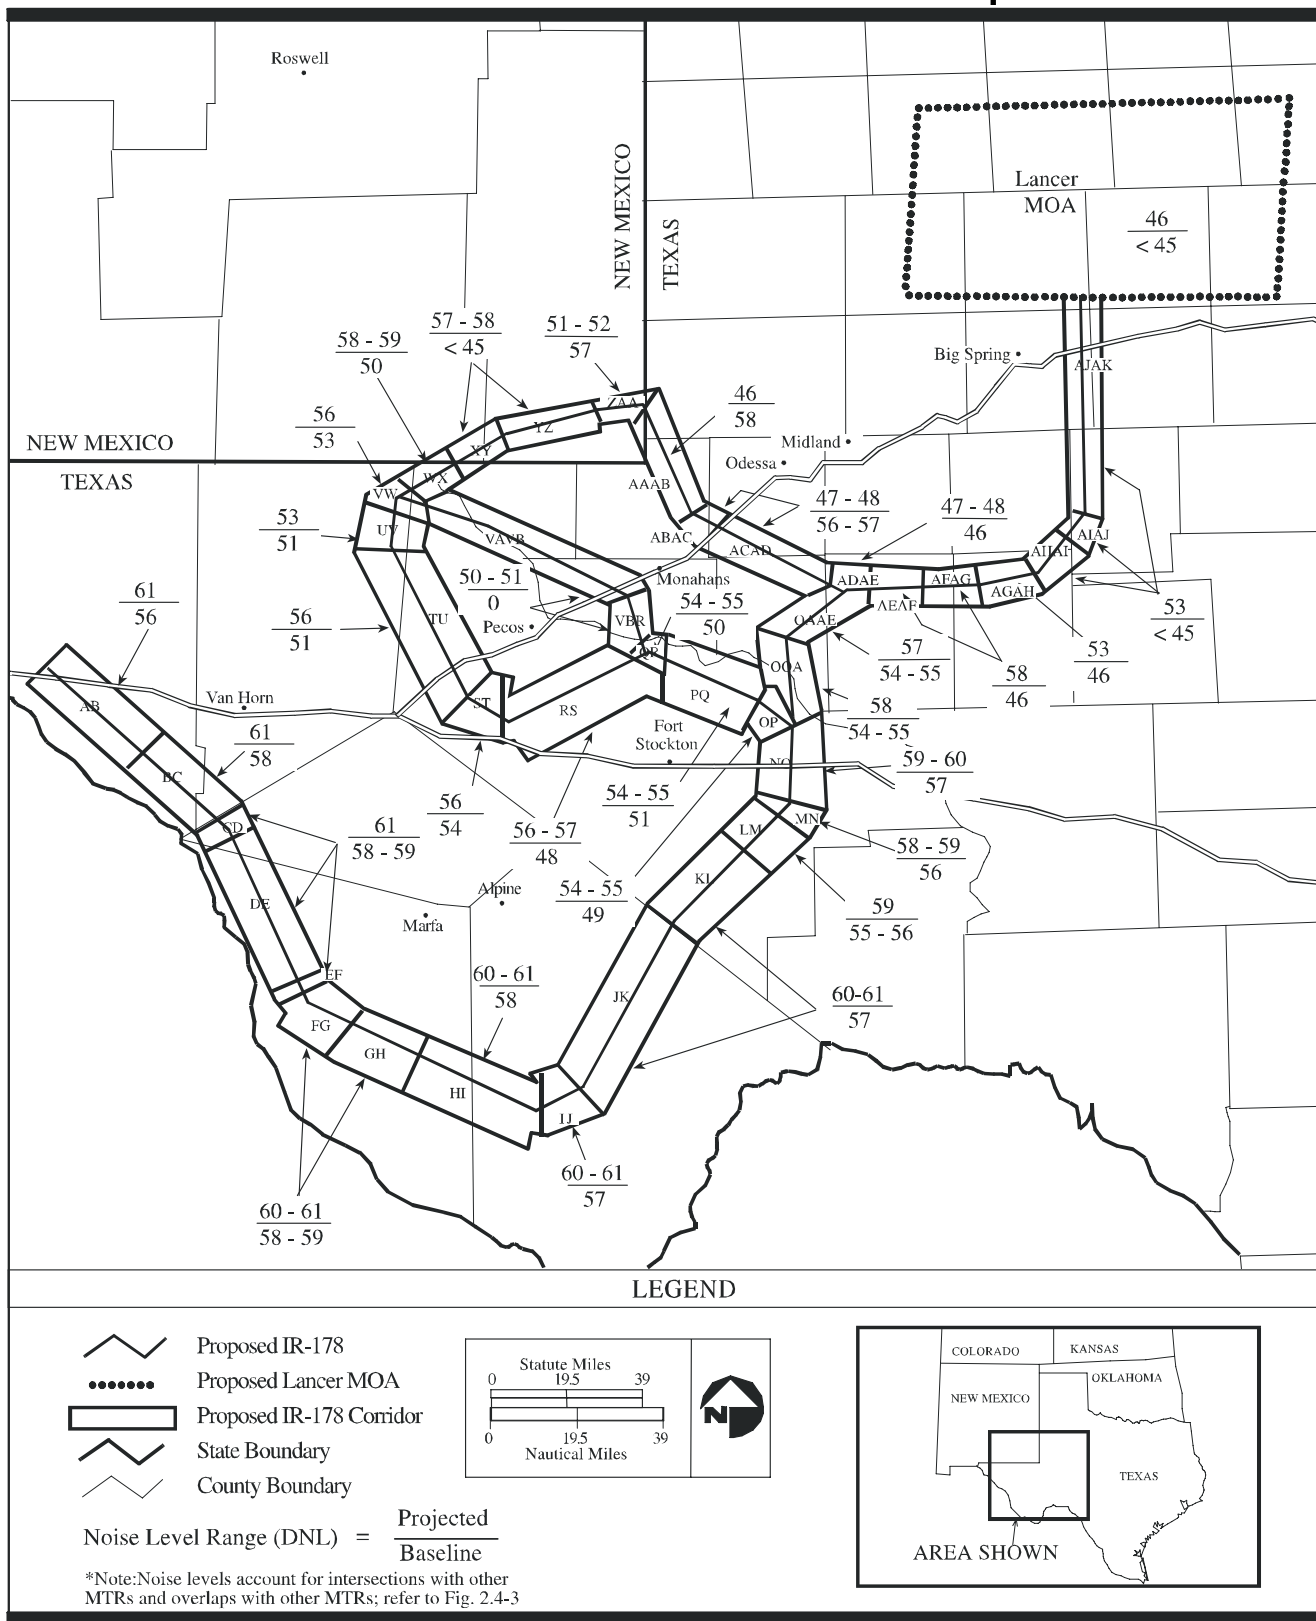 Roswell
NEW MEXICO
TEXAS
Lancer
MOA
46
< 45
57 - 58
< 45
51 - 52
57
58 - 59
50
Big Spring
AJAK
ZAA
46
58
56
53
YZ
NEW MEXICO
Midland
XY
Odessa
TEXAS
WX
AAAB
VW
47 - 48
56 - 57
47 - 48
46
53
51
UV
VAVB
ABAC
ACAD
AIAJ
AHAI
50 - 51
0
Monahans
ADAE
AFAG
AGAH
61
56
54 - 55
50
AEAF
53
< 45
56
51
TU
Pecos
VBR
OAAE
QR
57
54 - 55
53
46
OOA
58
46
Van Horn
AB
ST
RS
PQ
58
54 - 55
OP
Fort
Stockton
61
58
BC
NO
59 - 60
57
56
54
54 - 55
51
CD
61
58 - 59
56 - 57
48
LM
MN
58 - 59
56
KL
Alpine
54 - 55
49
DE
Marfa
59
55 - 56
EF
60 - 61
58
JK
60-61
57
FG
GH
HI
IJ
60 - 61
57
60 - 61
58 - 59
LEGEND
Proposed IR-178
Proposed Lancer MOA
Proposed IR-178 Corridor
State Boundary
County Boundary
Noise Level Range (DNL) = Projected
Baseline
*Note:Noise levels account for intersections with other
MTRs and overlaps with other MTRs; refer to Fig. 2.4-3
Statute Miles
0 19.5 39
0 19.5 39
Nautical Miles
N
COLORADO
KANSAS
OKLAHOMA
NEW MEXICO
TEXAS
AREA SHOWN